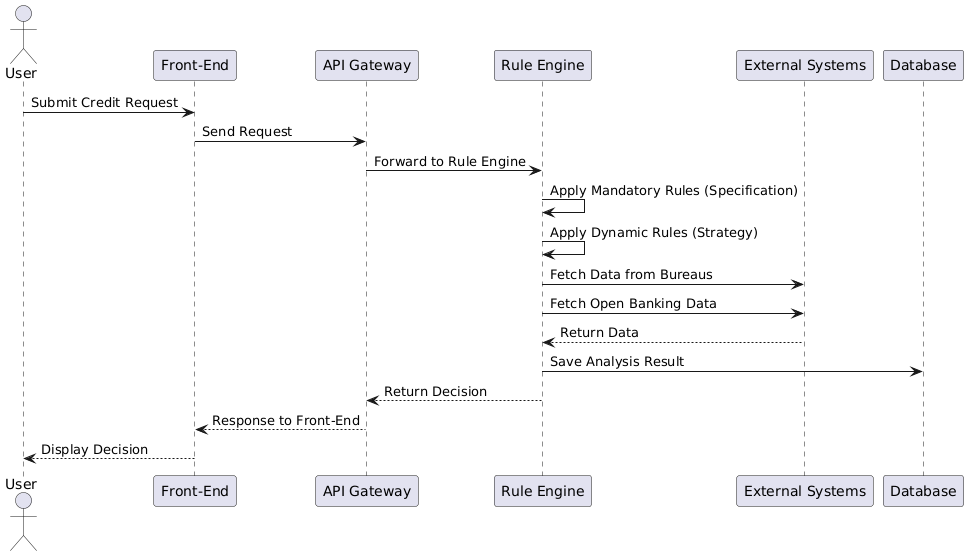 User
Front-End
API Gateway
Rule Engine
External Systems
Database
Submit Credit Request
Send Request
Forward to Rule Engine
Apply Mandatory Rules (Specification)
Apply Dynamic Rules (Strategy)
Fetch Data from Bureaus
Fetch Open Banking Data
Return Data
Save Analysis Result
Return Decision
Response to Front-End
Display Decision
User
Front-End
API Gateway
Rule Engine
External Systems
Database